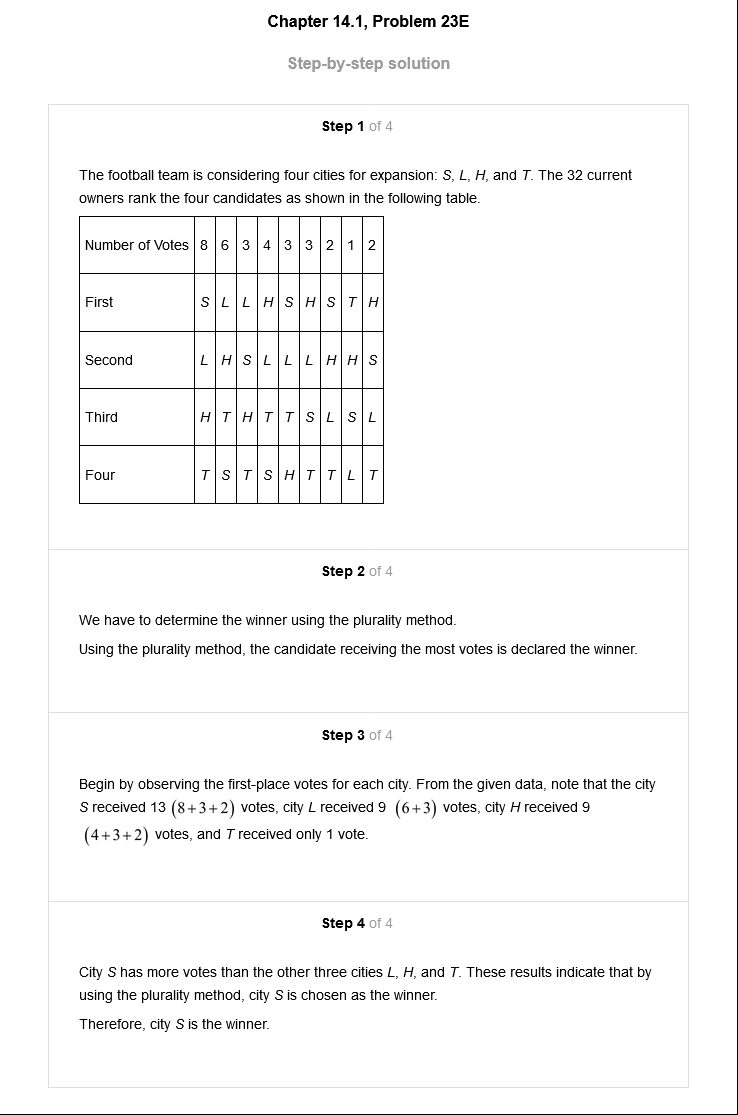 Chapter 14.1, Problem 23E
Step-by-step solution
Step 1 of 4
The football team is considering four cities for expansion: S, L, H, and T. The 32 current
owners rank the four candidates as shown in the following table.
Number of Votes 8 6 3 4 3 3 2 1 2
First S L L H S H S T H
Second L H S L L L H H S
Third H T H T T S L S L
Four T S T S H T T L T
Step 2 of 4
We have to determine the winner using the plurality method.
Using the plurality method, the candidate receiving the most votes is declared the winner.
Step 3 of 4
Begin by observing the first-place votes for each city. From the given data, note that the city
S received 13 (8+3+2) votes, city L received 9 (6+3) votes, city H received 9
(4+3+2) votes, and T received only 1 vote.
Step 4 of 4
City S has more votes than the other three cities L, H, and T. These results indicate that by
using the plurality method, city S is chosen as the winner.
Therefore, city S is the winner.